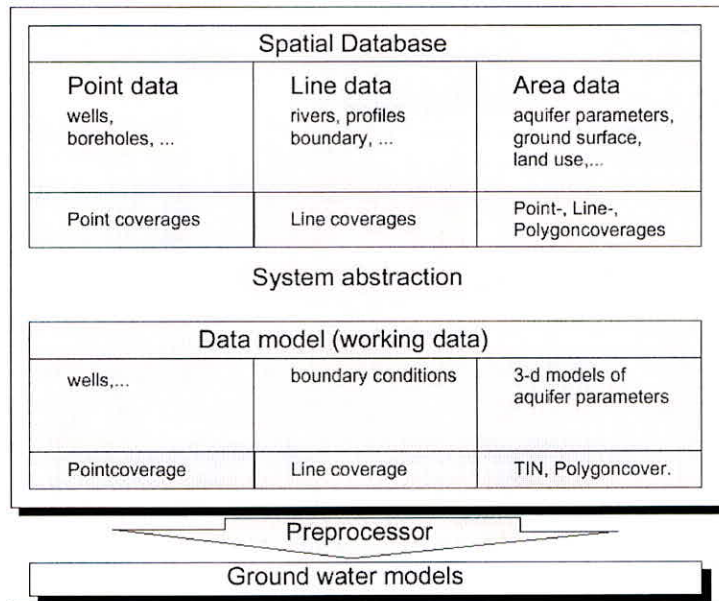 Spatial Database
Point data
wells,
boreholes, ...
Line data
rivers, profiles
boundary, ...
Area data
aquifer parameters,
ground surface,
land use,...
Point coverages
Line coverages
Point-, Line-,
Polygoncoverages
System abstraction
Data model (working data)
wells,...
boundary conditions
3-d models of
aquifer parameters
Pointcoverage
Line coverage
TIN, Polygoncover.
Preprocessor
Ground water models